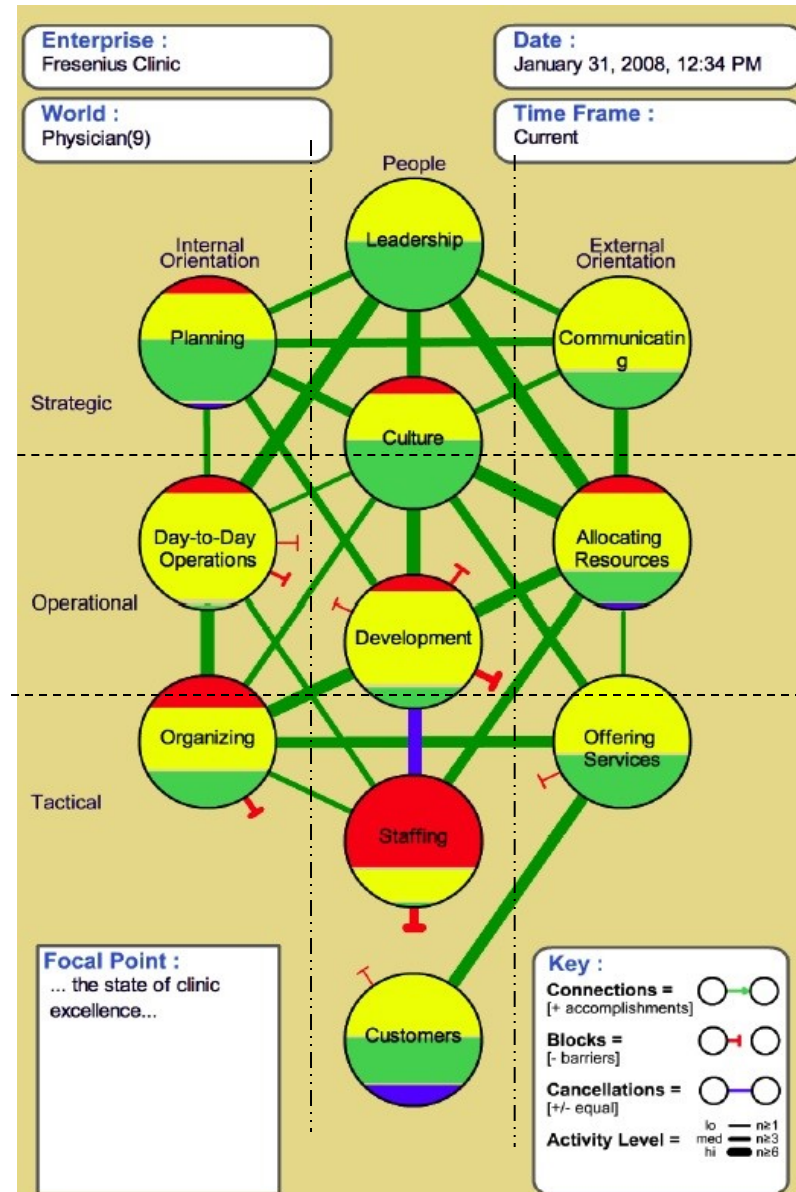 Enterprise :
Fresenius Clinic
Date :
January 31, 2008, 12:34 PM
World :
Physician(9)
Time Frame :
Current
People
Leadership
Internal
Orientation
External
Orientation
Planning
Communicatin
g
Strategic
Culture
Day-to-Day
Operations
Allocating
Resources
Operational
Development
Organizing
Offering
Services
Tactical
Staffing
Focal Point :
... the state of clinic
excellence...
Customers
Key :
Connections =
[+ accomplishments]
Blocks =
[- barriers]
Cancellations =
[+/- equal]
Activity Level =
lo n≥1
med n≥3
hi n≥6